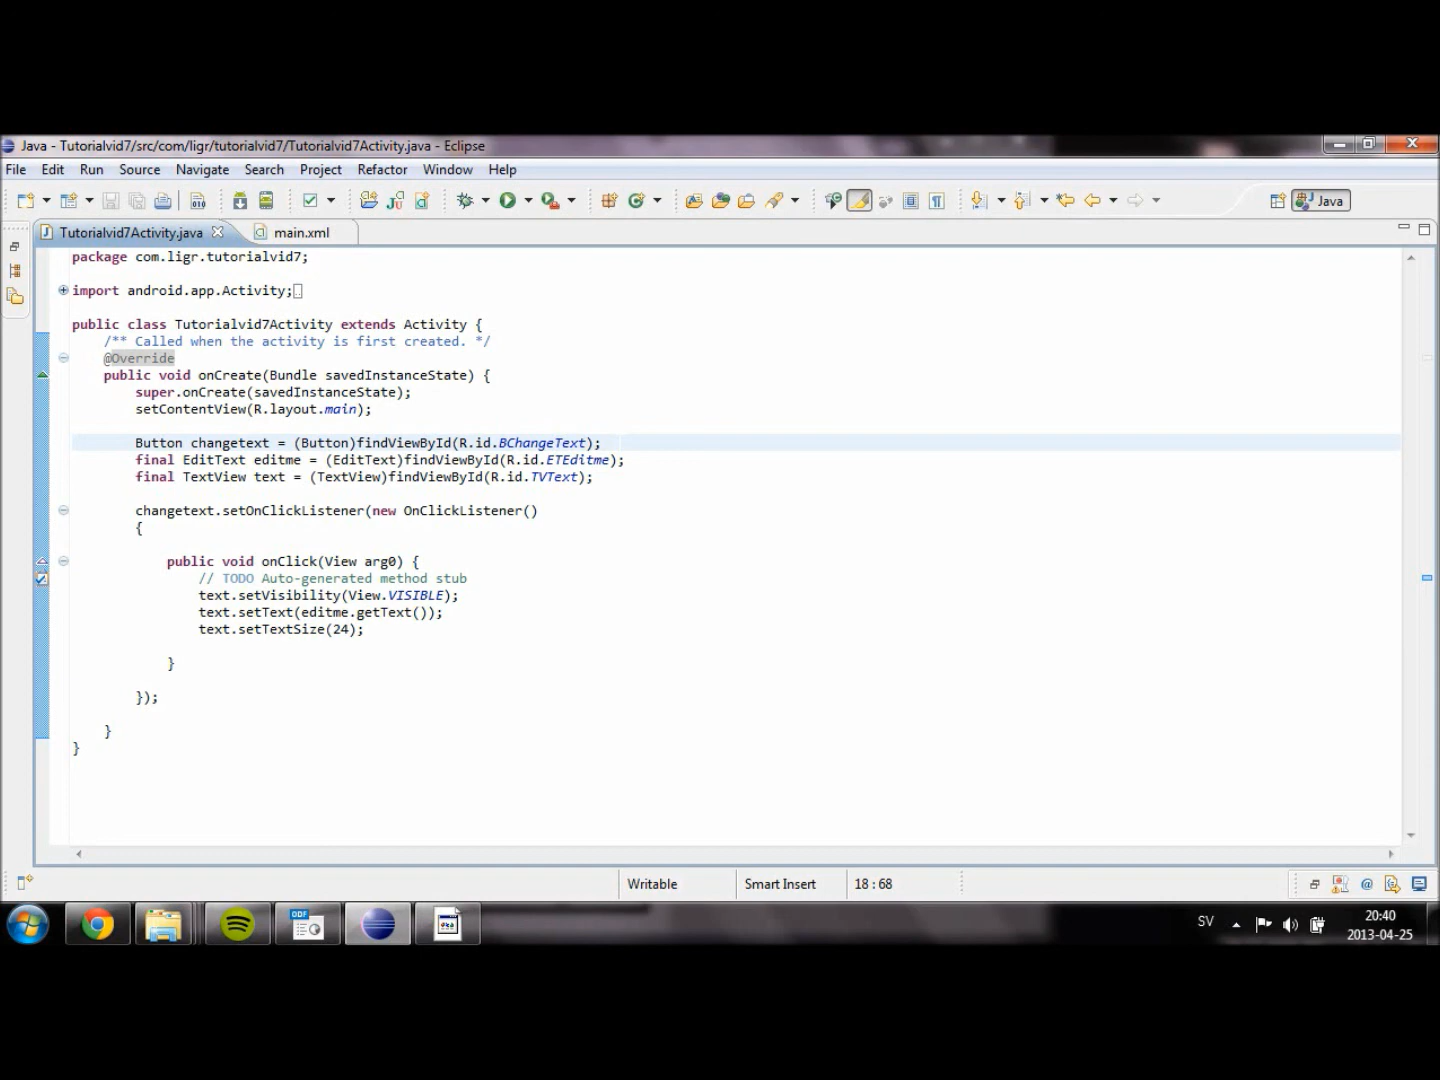 Java - Tutorialvid7/src/com/ligr/tutorialvid7/Tutorialvid7Activity.java - Eclipse
File Edit Run Source Navigate Search Project Refactor Window Help
Java
Tutorialvid7Activity.java main.xml
package com.ligr.tutorialvid7;
import android.app.Activity;
public class Tutorialvid7Activity extends Activity {
/** Called when the activity is first created. */
@Override
public void onCreate(Bundle savedInstanceState) {
super.onCreate(savedInstanceState);
setContentView(R.layout.main);
Button changetext = (Button)findViewById(R.id.BChangeText);
final EditText editme = (EditText)findViewById(R.id.ETEditme);
final TextView text = (TextView)findViewById(R.id.TVText);
changetext.setOnClickListener(new OnClickListener()
{
public void onClick(View arg0) {
// TODO Auto-generated method stub
text.setVisibility(View.VISIBLE);
text.setText(editme.getText());
text.setTextSize(24);
}
});
}
}
Writable Smart Insert 18 : 68
ODF
SV
20:40
2013-04-25